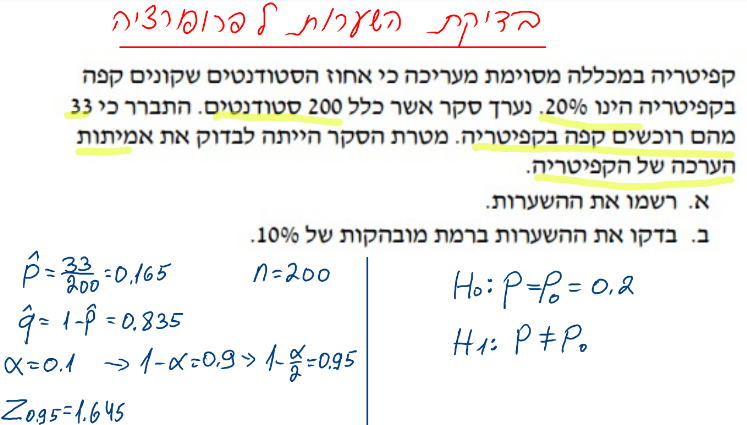 בדיקת השערות לפרופורציה
קפיטריה במכללה מסוימת מעריכה כי אחוז הסטודנטים שקונים קפה
בקפיטריה הינו 20%. נערך סקר אשר כלל 200 סטודנטים. התברר כי 33
מהם רוכשים קפה בקפיטריה. מטרת הסקר הייתה לבדוק את אמיתות
הערכה של הקפיטריה.
א. רשמו את ההשערות.
ב. בדקו את ההשערות ברמת מובהקות של 10%.
p̂ = 33/200 = 0.165 n=200
q̂ = 1-p̂ = 0.835
α=0.1 → 1-α=0.9 → 1-α/2=0.95
Z0.95=1.645
H₀: P=P₀ = 0.2
H1: P≠P₀